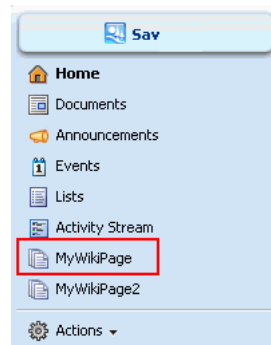 Sav
Home
Documents
Announcements
Events
Lists
Activity Stream
MyWikiPage
MyWikiPage2
Actions